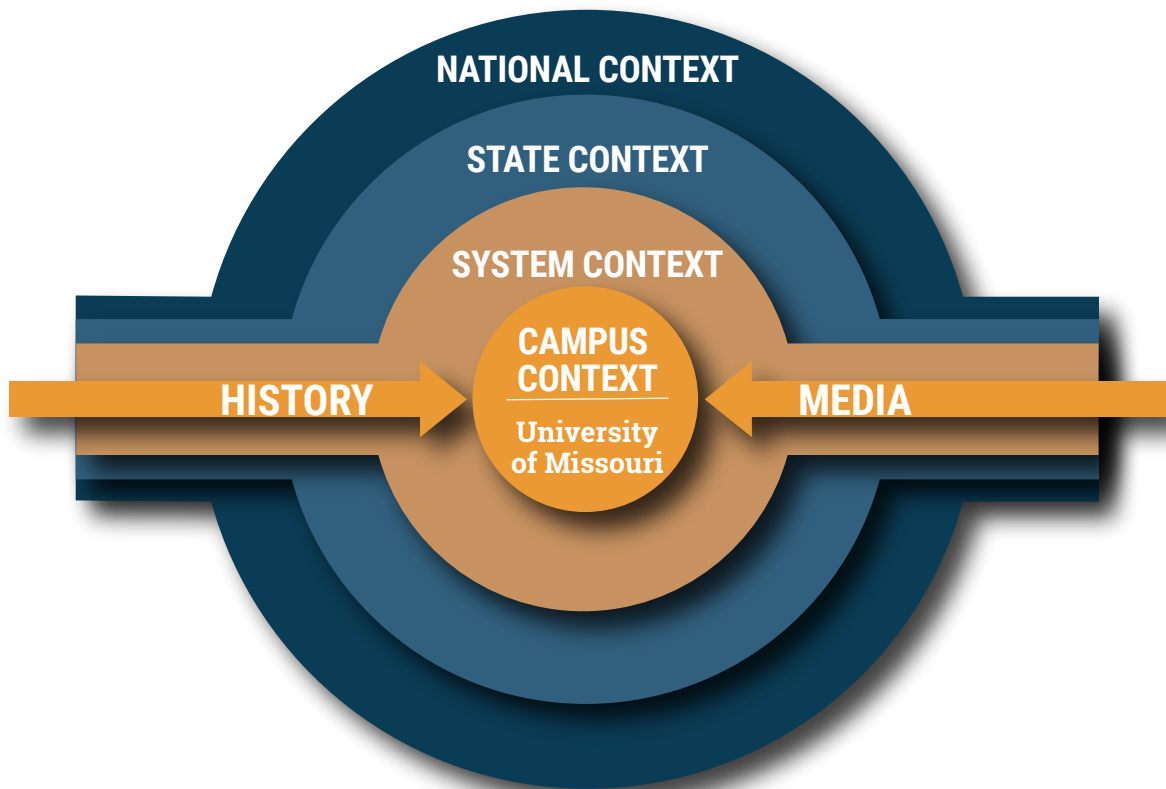 NATIONAL CONTEXT
STATE CONTEXT
SYSTEM CONTEXT
CAMPUS
CONTEXT
University
of Missouri
HISTORY
MEDIA